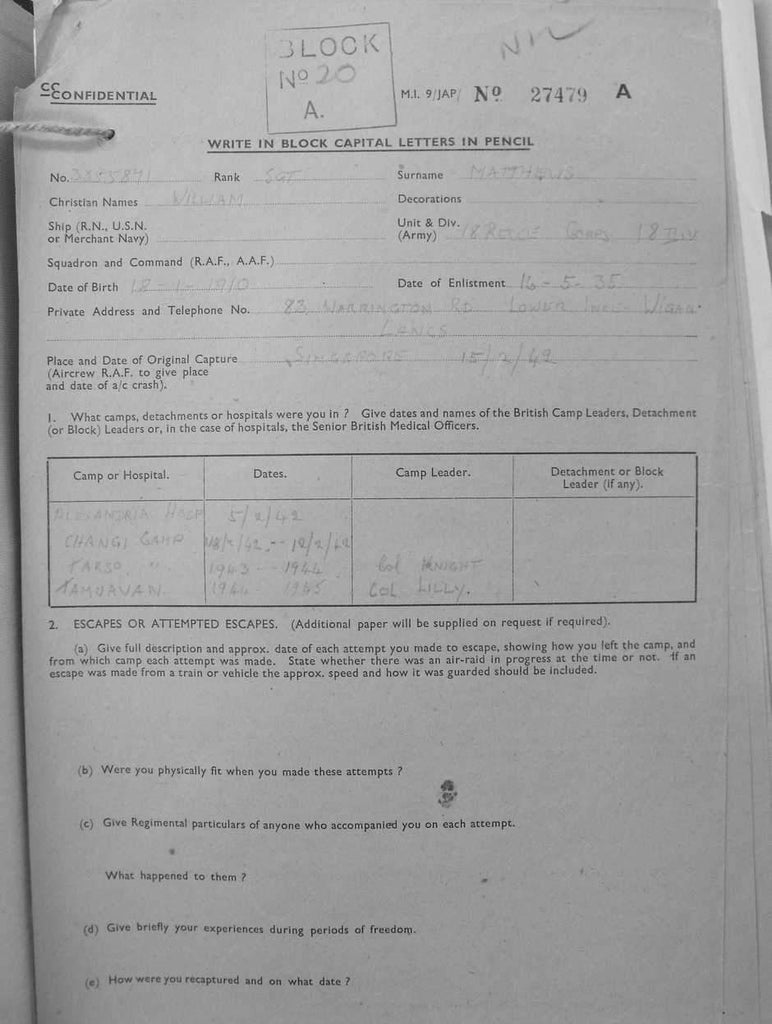 NIL
BLOCK
No 20
A.
CONFIDENTIAL
M.I. 9/JAP/ No. 27479 A
WRITE IN BLOCK CAPITAL LETTERS IN PENCIL
No. 3855891 Rank SGT Surname MATTHEWS
Christian Names WILLIAM Decorations
Ship (R.N., U.S.N. or Merchant Navy) Unit & Div. (Army) 18 RECCE CORPS 18 DIV
Squadron and Command (R.A.F., A.A.F.)
Date of Birth 18-1-1910 Date of Enlistment 16-5-35
Private Address and Telephone No. 83, WARRINGTON RD LOWER INCE WIGAN
LANCS
Place and Date of Original Capture SINGAPORE 15/2/42
(Aircrew R.A.F. to give place
and date of a/c crash).
1. What camps, detachments or hospitals were you in ? Give dates and names of the British Camp Leaders, Detachment
(or Block) Leaders or, in the case of hospitals, the Senior British Medical Officers.
Camp or Hospital. Dates. Camp Leader. Detachment or Block Leader (if any).
ALEXANDRIA HOSP 5/2/42
CHANGI CAMP
TARSO " 1943 - 1944 Col KNIGHT
TAMUAVAN. 1944 1945 COL LILLY.
2. ESCAPES OR ATTEMPTED ESCAPES. (Additional paper will be supplied on request if required).
(a) Give full description and approx. date of each attempt you made to escape, showing how you left the camp, and
from which camp each attempt was made. State whether there was an air-raid in progress at the time or not. If an
escape was made from a train or vehicle the approx. speed and how it was guarded should be included.
(b) Were you physically fit when you made these attempts ?
(c) Give Regimental particulars of anyone who accompanied you on each attempt.
What happened to them ?
(d) Give briefly your experiences during periods of freedom.
(e) How were you recaptured and on what date ?